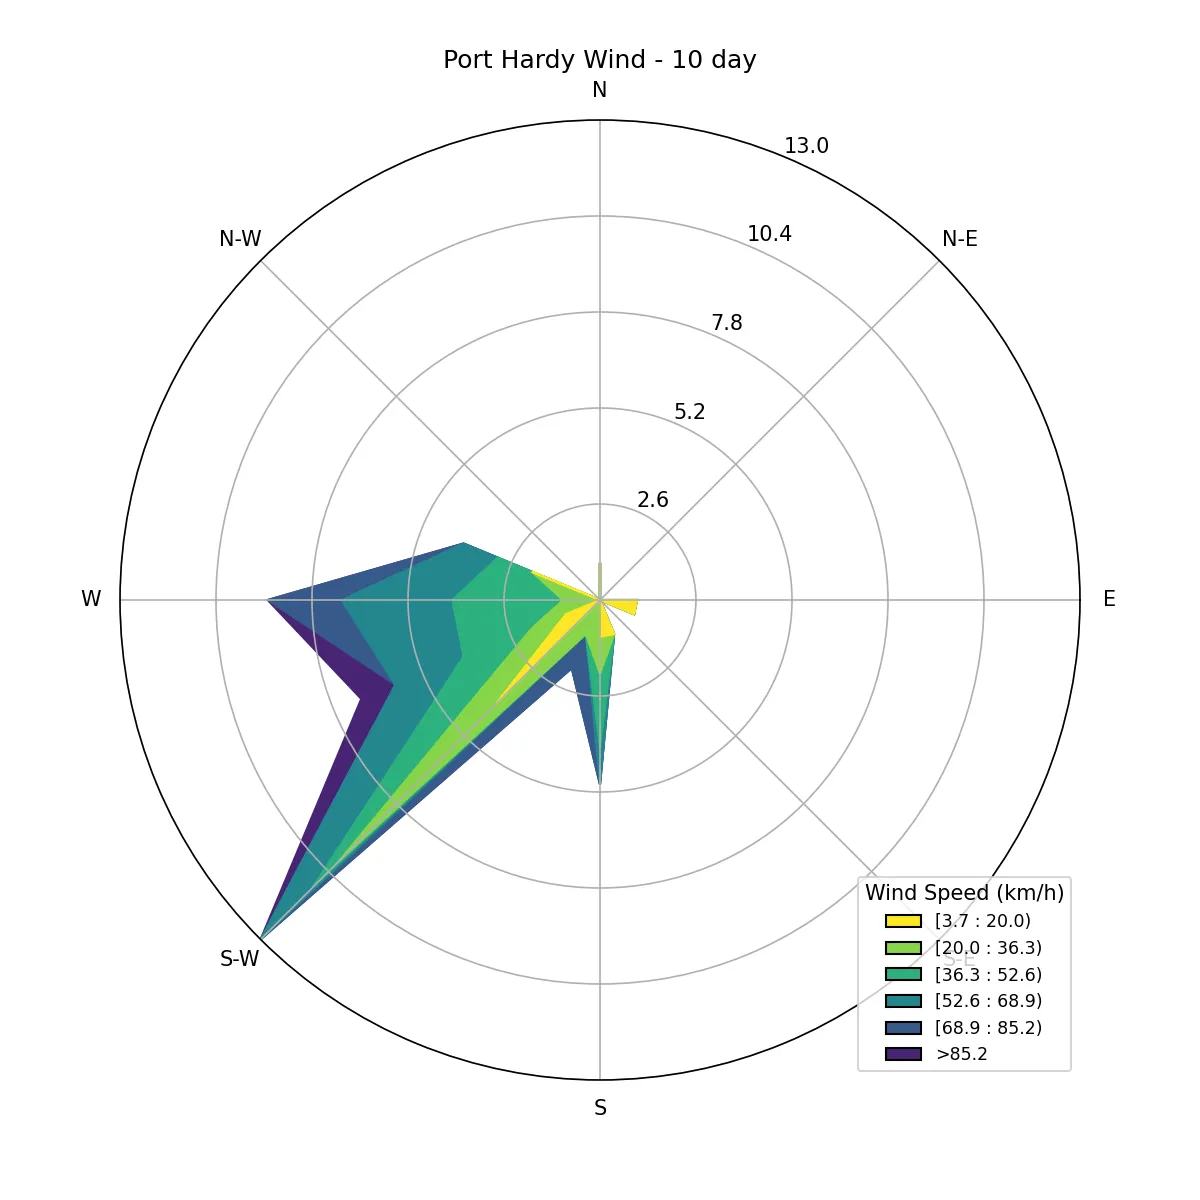 Port Hardy Wind - 10 day
N
13.0
10.4
N-W
N-E
7.8
5.2
2.6
W
E
S-W
S-E
S
Wind Speed (km/h)
[3.7 : 20.0)
[20.0 : 36.3)
[36.3 : 52.6)
[52.6 : 68.9)
[68.9 : 85.2)
>85.2